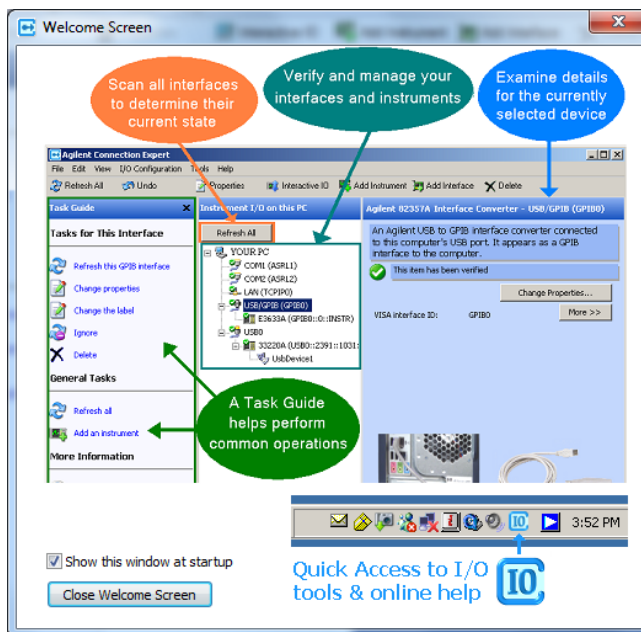 Welcome Screen
Scan all interfaces
to determine their
current state
Verify and manage your
interfaces and instruments
Examine details
for the currently
selected device
Agilent Connection Expert
File Edit View I/O Configuration Tools Help
Refresh All Undo Properties Interactive IO Add Instrument Add Interface Delete
Task Guide
Instrument I/O on this PC
Agilent 82357A Interface Converter - USB/GPIB (GPIB0)
Tasks for This Interface
Refresh this GPIB interface
Change properties
Change the label
Ignore
Delete
General Tasks
Refresh all
Add an instrument
More Information
Refresh All
YOUR PC
COM1 (ASRL1)
COM2 (ASRL2)
LAN (TCPIP0)
USB/GPIB (GPIB0)
E3633A (GPIB0::0::INSTR)
USB0
33220A (USB0::2391::1031:
UsbDevice1
An Agilent USB to GPIB interface converter connected
to this computer's USB port. It appears as a GPIB
interface to the computer.
This item has been verified
Change Properties...
VISA interface ID: GPIB0
More >>
A Task Guide
helps perform
common operations
IO 3:52 PM
Quick Access to I/O
tools & online help
IO
Show this window at startup
Close Welcome Screen